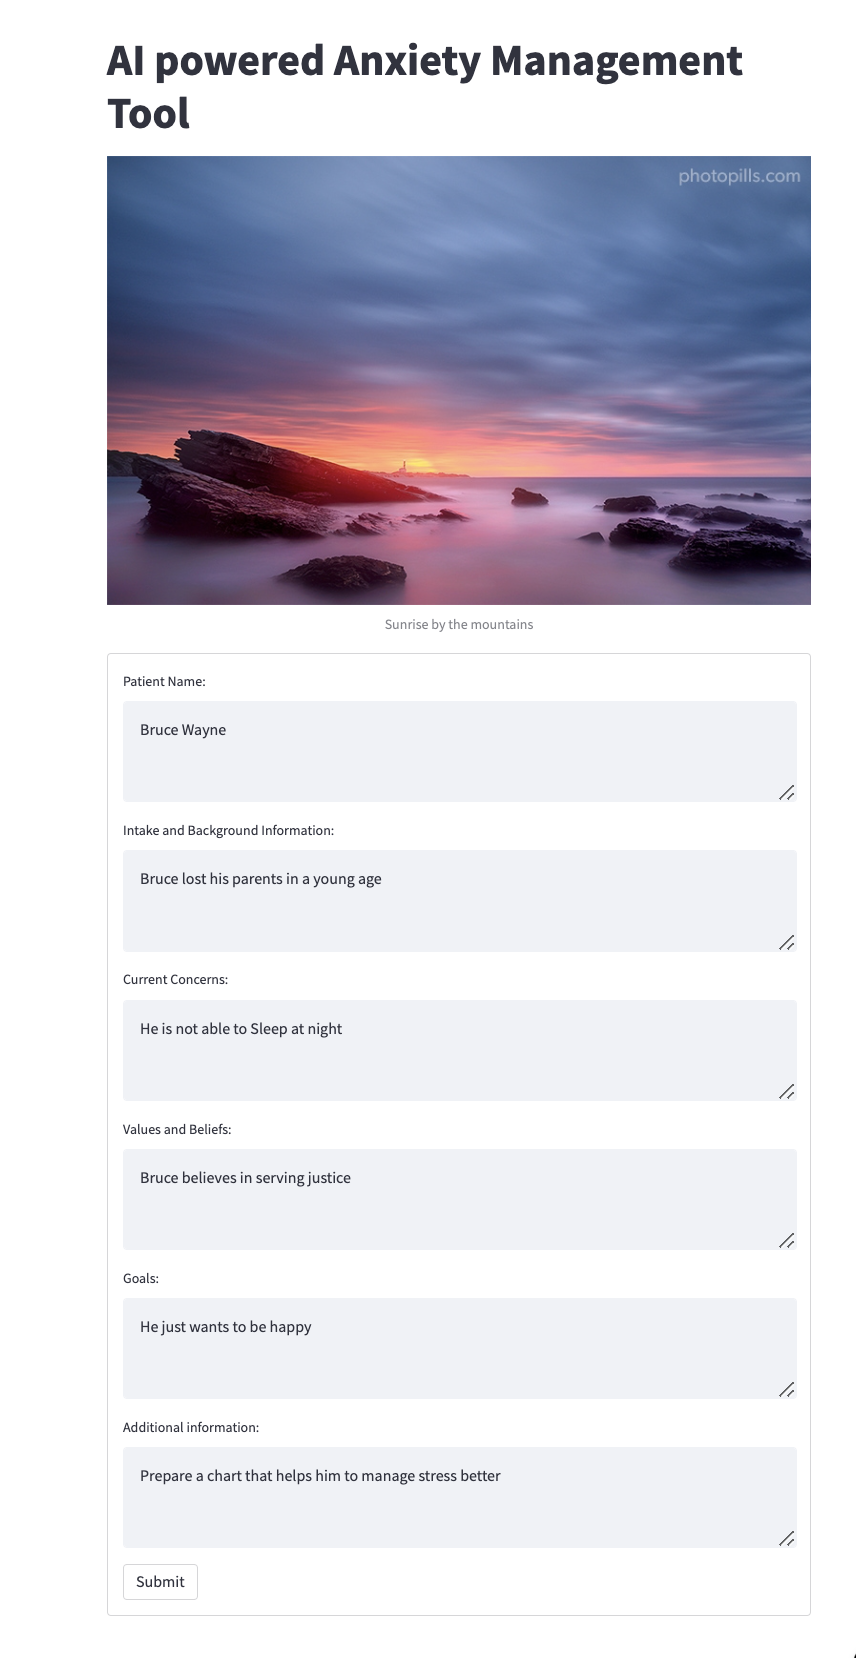 AI powered Anxiety Management
Tool
photopills.com
Sunrise by the mountains
Patient Name:
Bruce Wayne
Intake and Background Information:
Bruce lost his parents in a young age
Current Concerns:
He is not able to Sleep at night
Values and Beliefs:
Bruce believes in serving justice
Goals:
He just wants to be happy
Additional information:
Prepare a chart that helps him to manage stress better
Submit